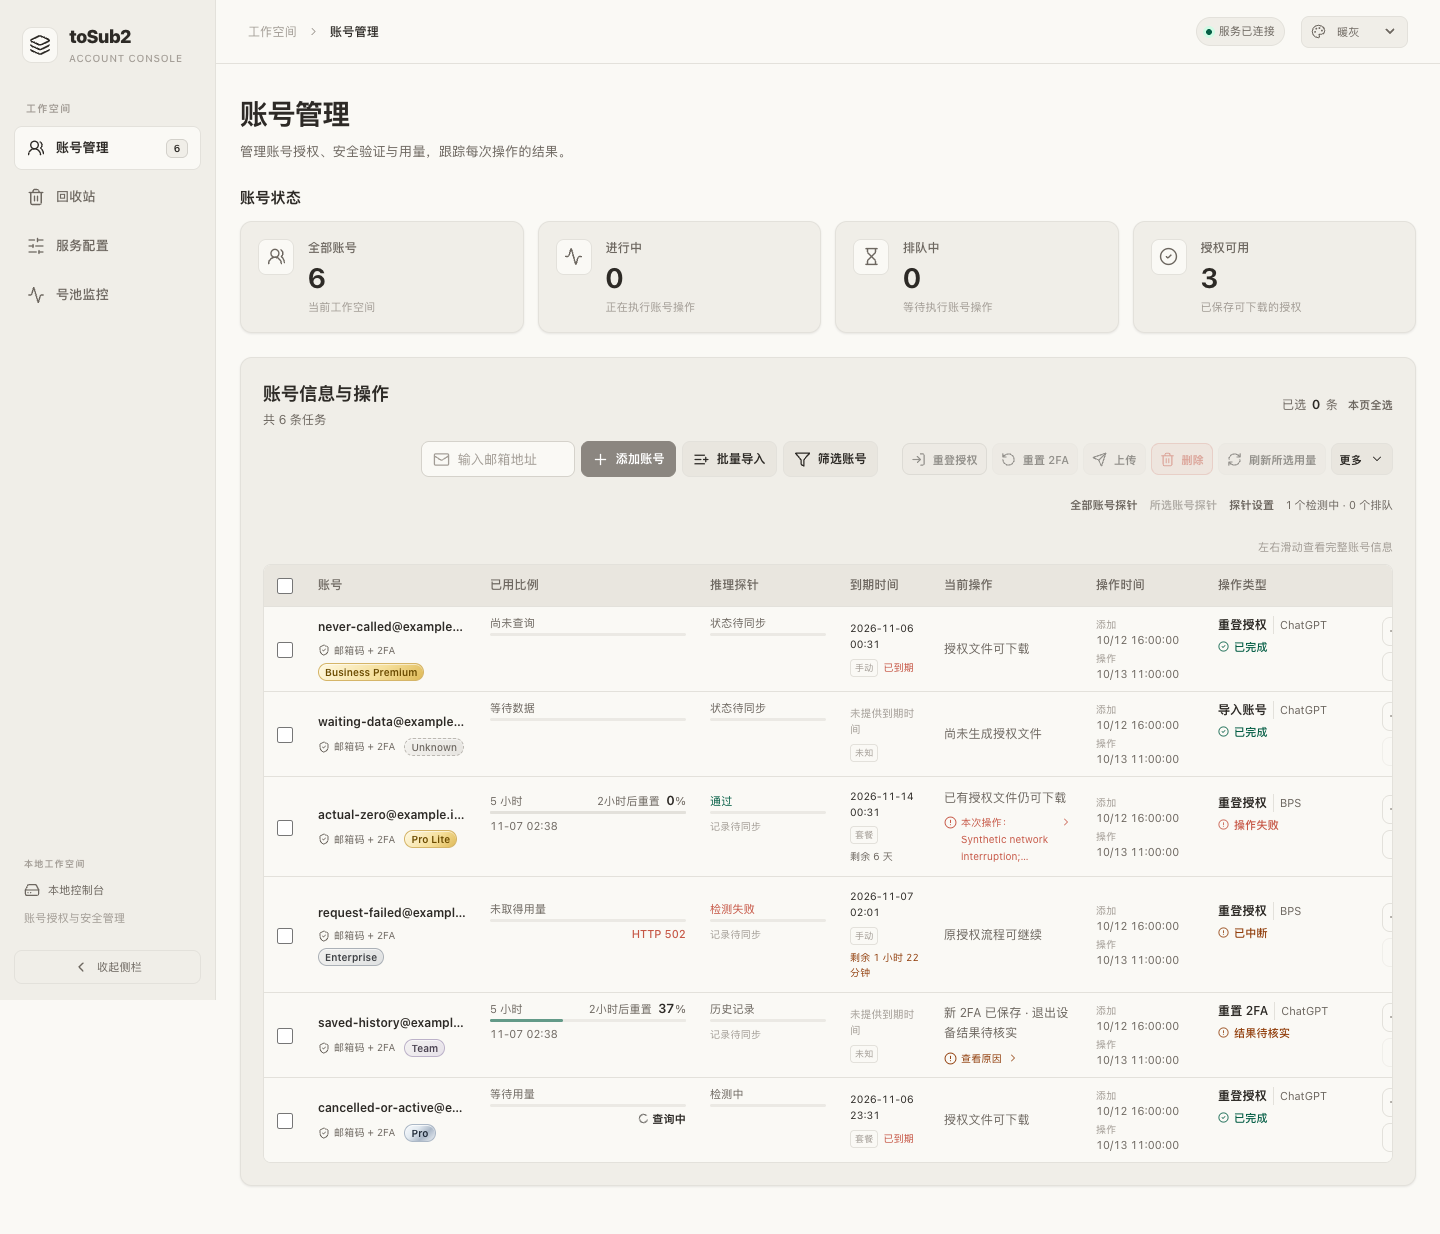 toSub2
ACCOUNT CONSOLE
工作空间
账号管理
6
回收站
服务配置
号池监控
本地工作空间
本地控制台
账号授权与安全管理
收起侧栏
工作空间 账号管理
服务已连接
暖灰
账号管理
管理账号授权、安全验证与用量，跟踪每次操作的结果。
账号状态
全部账号
6
当前工作空间
进行中
0
正在执行账号操作
排队中
0
等待执行账号操作
授权可用
3
已保存可下载的授权
账号信息与操作
共 6 条任务
已选 0 条 本页全选
输入邮箱地址
添加账号
批量导入
筛选账号
重登授权
重置 2FA
上传
删除
刷新所选用量
更多
全部账号探针 所选账号探针 探针设置 1 个检测中 · 0 个排队
左右滑动查看完整账号信息
账号 已用比例 推理探针 到期时间 当前操作 操作时间 操作类型
never-called@example...
邮箱码 + 2FA
Business Premium
尚未查询
状态待同步
2026-11-06
00:31
手动 已到期
授权文件可下载
添加
10/12 16:00:00
操作
10/13 11:00:00
重登授权 ChatGPT
已完成
waiting-data@example...
邮箱码 + 2FA Unknown
等待数据
状态待同步
未提供到期时
间
未知
尚未生成授权文件
添加
10/12 16:00:00
操作
10/13 11:00:00
导入账号 ChatGPT
已完成
actual-zero@example.i...
邮箱码 + 2FA Pro Lite
5 小时 2小时后重置 0%
11-07 02:38
通过
记录待同步
2026-11-14
00:31
套餐
剩余 6 天
已有授权文件仍可下载
本次操作：
Synthetic network
interruption;...
添加
10/12 16:00:00
操作
10/13 11:00:00
重登授权 BPS
操作失败
request-failed@exampl...
邮箱码 + 2FA
Enterprise
未取得用量
HTTP 502
检测失败
记录待同步
2026-11-07
02:01
手动
剩余 1 小时 22
分钟
原授权流程可继续
添加
10/12 16:00:00
操作
10/13 11:00:00
重登授权 BPS
已中断
saved-history@exampl...
邮箱码 + 2FA Team
5 小时 2小时后重置 37%
11-07 02:38
历史记录
记录待同步
未提供到期时
间
未知
新 2FA 已保存 · 退出设
备结果待核实
查看原因
添加
10/12 16:00:00
操作
10/13 11:00:00
重置 2FA ChatGPT
结果待核实
cancelled-or-active@e...
邮箱码 + 2FA Pro
等待用量
查询中
检测中
2026-11-06
23:31
套餐 已到期
授权文件可下载
添加
10/12 16:00:00
操作
10/13 11:00:00
重登授权 ChatGPT
已完成